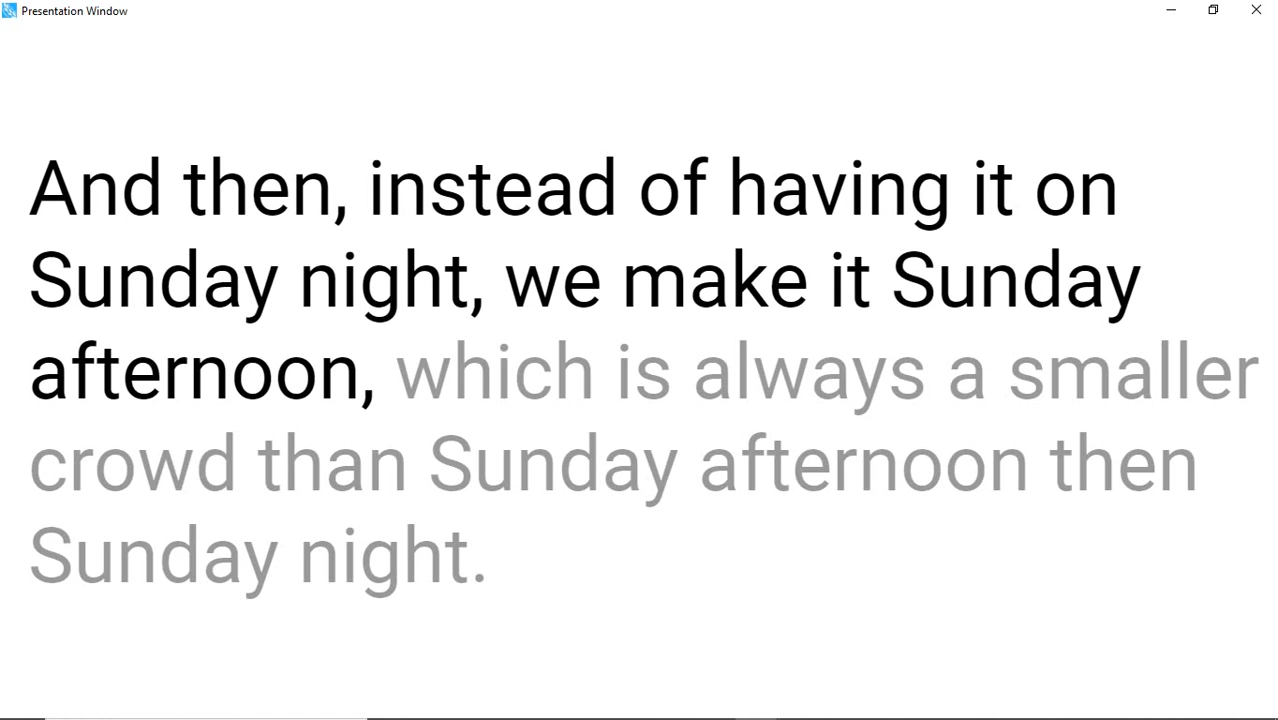 Presentation Window
And then, instead of having it on
Sunday night, we make it Sunday
afternoon, which is always a smaller
crowd than Sunday afternoon then
Sunday night.